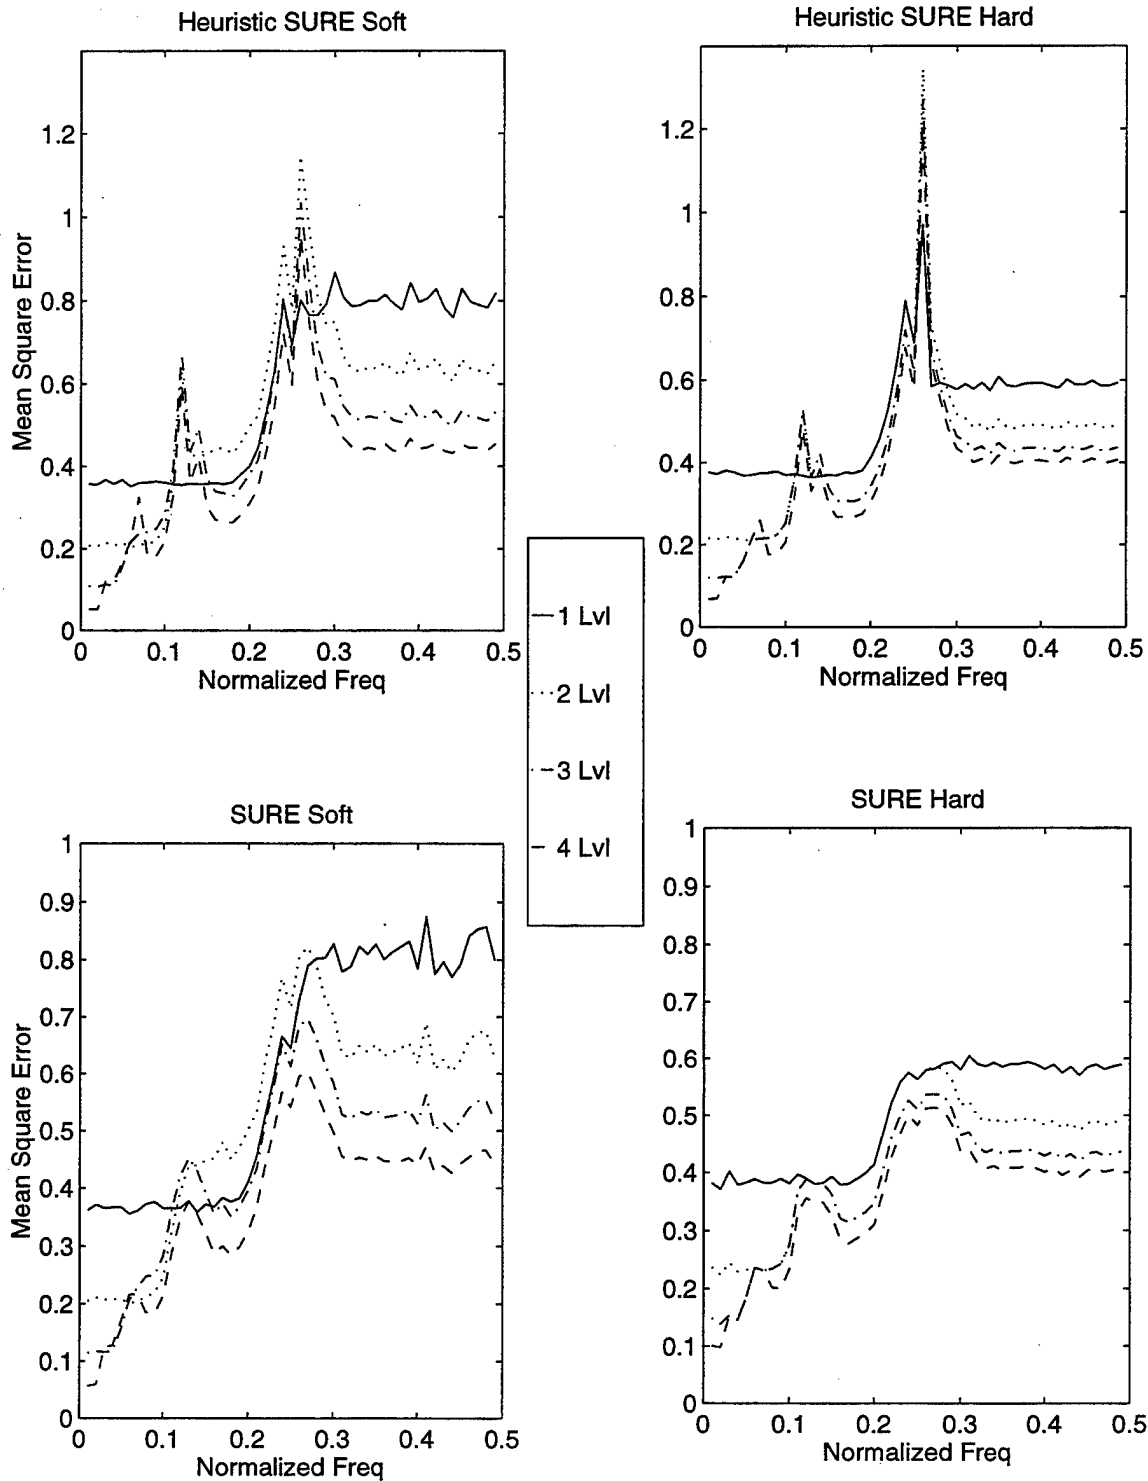 Heuristic SURE Soft
Mean Square Error
1.2
1
0.8
0.6
0.4
0.2
0
0 0.1 0.2 0.3 0.4 0.5
Normalized Freq
Heuristic SURE Hard
1.2
1
0.8
0.6
0.4
0.2
0
0 0.1 0.2 0.3 0.4 0.5
Normalized Freq
1 Lvl
2 Lvl
3 Lvl
4 Lvl
SURE Soft
Mean Square Error
1
0.9
0.8
0.7
0.6
0.5
0.4
0.3
0.2
0.1
0
0 0.1 0.2 0.3 0.4 0.5
Normalized Freq
SURE Hard
1
0.9
0.8
0.7
0.6
0.5
0.4
0.3
0.2
0.1
0
0 0.1 0.2 0.3 0.4 0.5
Normalized Freq